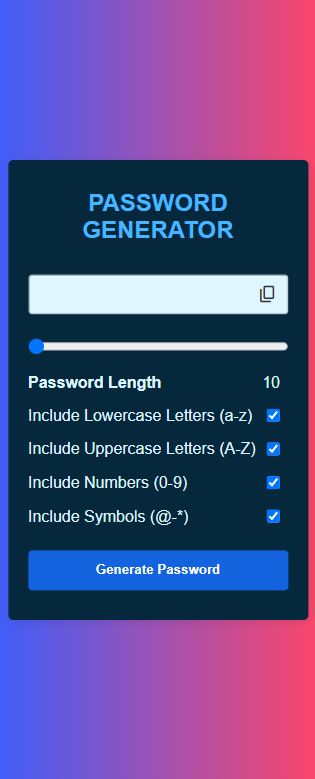 PASSWORD
GENERATOR
Password Length 10
Include Lowercase Letters (a-z)
Include Uppercase Letters (A-Z)
Include Numbers (0-9)
Include Symbols (@-*)
Generate Password